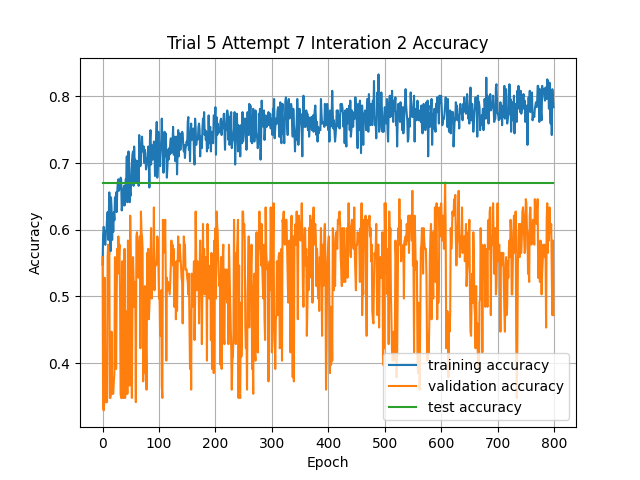 Trial 5 Attempt 7 Interation 2 Accuracy
0.8
0.7
0.6
0.5
0.4
Accuracy
training accuracy
validation accuracy
test accuracy
0 100 200 300 400 500 600 700 800
Epoch